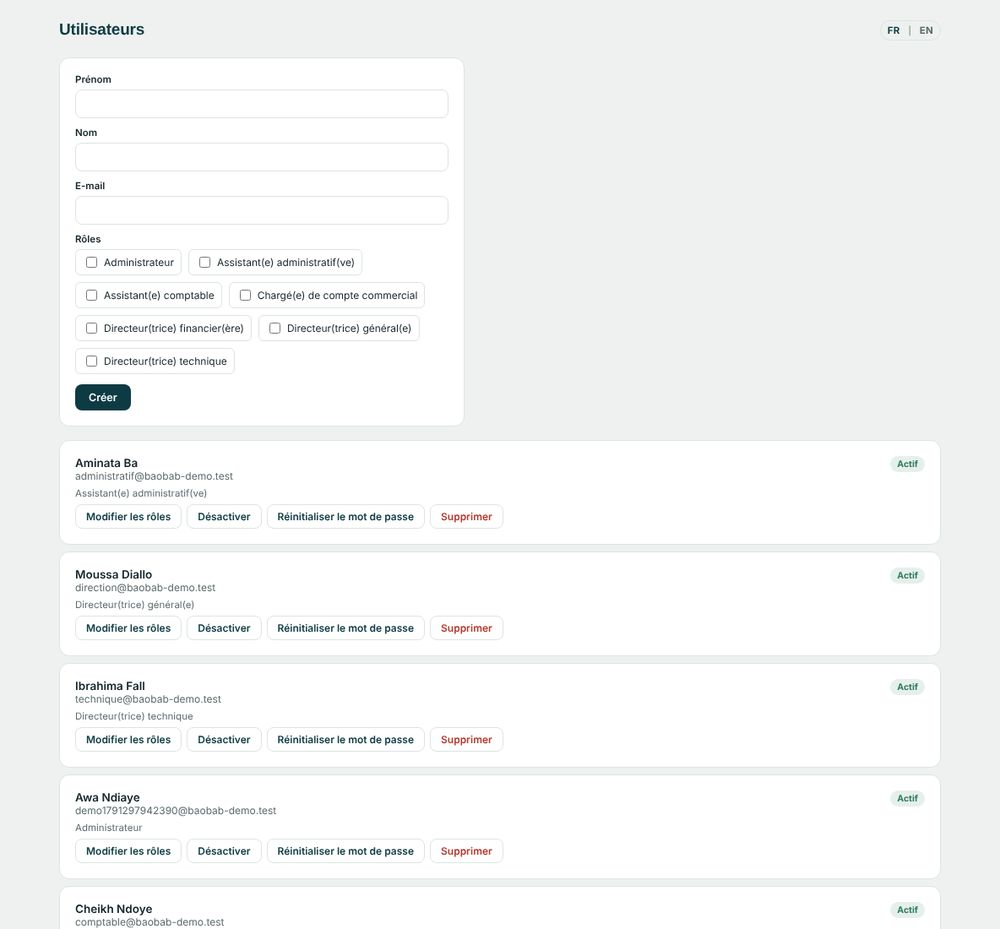 Utilisateurs
FR | EN
Prénom
Nom
E-mail
Rôles
Administrateur Assistant(e) administratif(ve)
Assistant(e) comptable Chargé(e) de compte commercial
Directeur(trice) financier(ère) Directeur(trice) général(e)
Directeur(trice) technique
Créer
Aminata Ba Actif
administratif@baobab-demo.test
Assistant(e) administratif(ve)
Modifier les rôles Désactiver Réinitialiser le mot de passe Supprimer
Moussa Diallo Actif
direction@baobab-demo.test
Directeur(trice) général(e)
Modifier les rôles Désactiver Réinitialiser le mot de passe Supprimer
Ibrahima Fall Actif
technique@baobab-demo.test
Directeur(trice) technique
Modifier les rôles Désactiver Réinitialiser le mot de passe Supprimer
Awa Ndiaye Actif
demo1791297942390@baobab-demo.test
Administrateur
Modifier les rôles Désactiver Réinitialiser le mot de passe Supprimer
Cheikh Ndoye Actif
comptable@baobab-demo.test